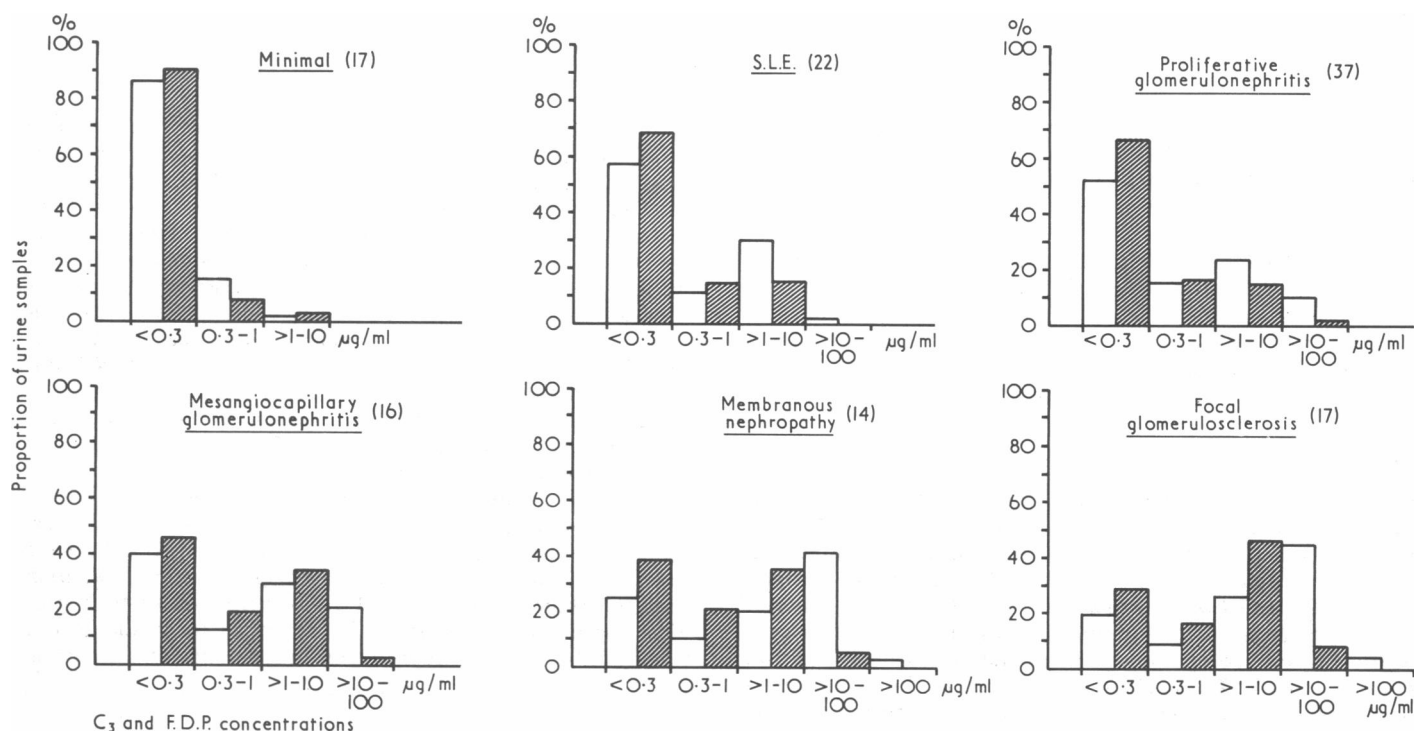 %
100
80
60
40
20
0
Minimal (17)
<0·3 0·3-1 >1-10 µg/ml
%
100
80
60
40
20
0
S.L.E. (22)
<0·3 0·3-1 >1-10 >10-
100
µg/ml
%
100
80
60
40
20
0
Proliferative
glomerulonephritis (37)
<0·3 0·3-1 >1-10 >10-
100
µg/ml
Proportion of urine samples
100
80
60
40
20
0
Mesangiocapillary
glomerulonephritis (16)
<0·3 0·3-1 >1-10 >10-
100
µg/ml
C₃ and F.D.P. concentrations
100
80
60
40
20
0
Membranous
nephropathy (14)
<0·3 0·3-1 >1-10 >10-
100
>100 µg/ml
100
80
60
40
20
0
Focal
glomerulosclerosis (17)
<0·3 0·3-1 >1-10 >10-
100
>100
µg/ml